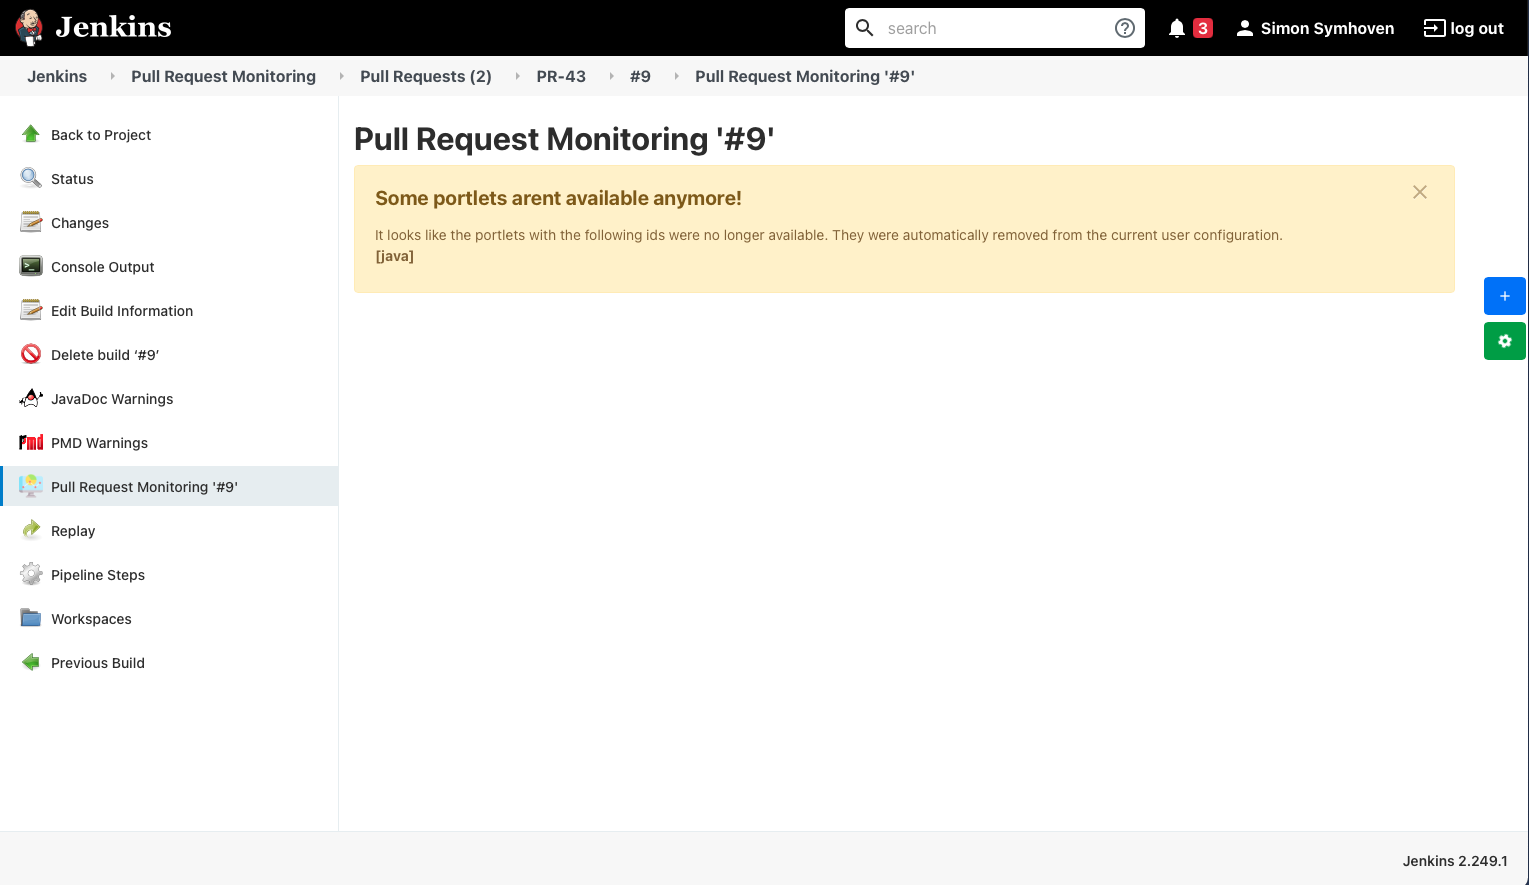 Jenkins
search
3
Simon Symhoven
log out
Jenkins
Pull Request Monitoring
Pull Requests (2)
PR-43
#9
Pull Request Monitoring '#9'
Back to Project
Status
Changes
Console Output
Edit Build Information
Delete build ‘#9’
JavaDoc Warnings
PMD Warnings
Pull Request Monitoring '#9'
Replay
Pipeline Steps
Workspaces
Previous Build
Pull Request Monitoring '#9'
Some portlets arent available anymore!
It looks like the portlets with the following ids were no longer available. They were automatically removed from the current user configuration.
[java]
Jenkins 2.249.1